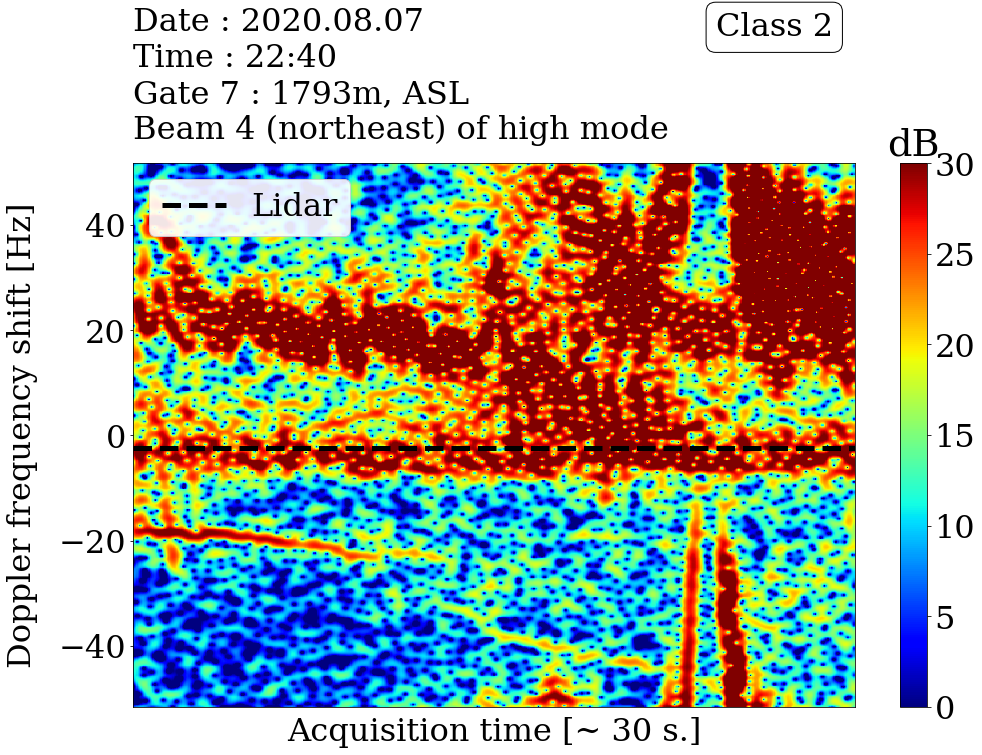 Date : 2020.08.07
Time : 22:40
Gate 7 : 1793m, ASL
Beam 4 (northeast) of high mode
Class 2
dB
Lidar
Doppler frequency shift [Hz]
40
20
0
−20
−40
30
25
20
15
10
5
0
Acquisition time [~ 30 s.]